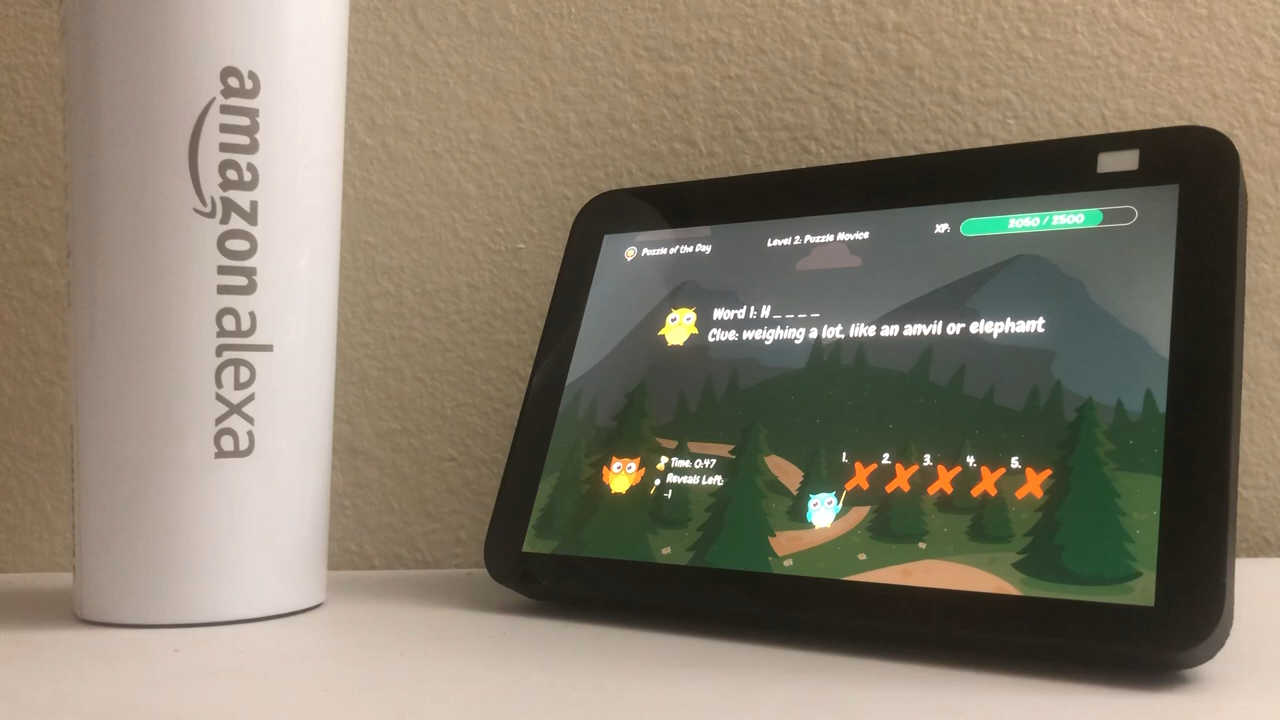 amazon alexa
Puzzle of the Day
Level 2: Puzzle Novice
XP:
2050 / 2500
Word 1: H _ _ _ _
Clue: weighing a lot, like an anvil or elephant
Time: 0:47
Reveals Left:
-1
1. 2. 3. 4. 5.